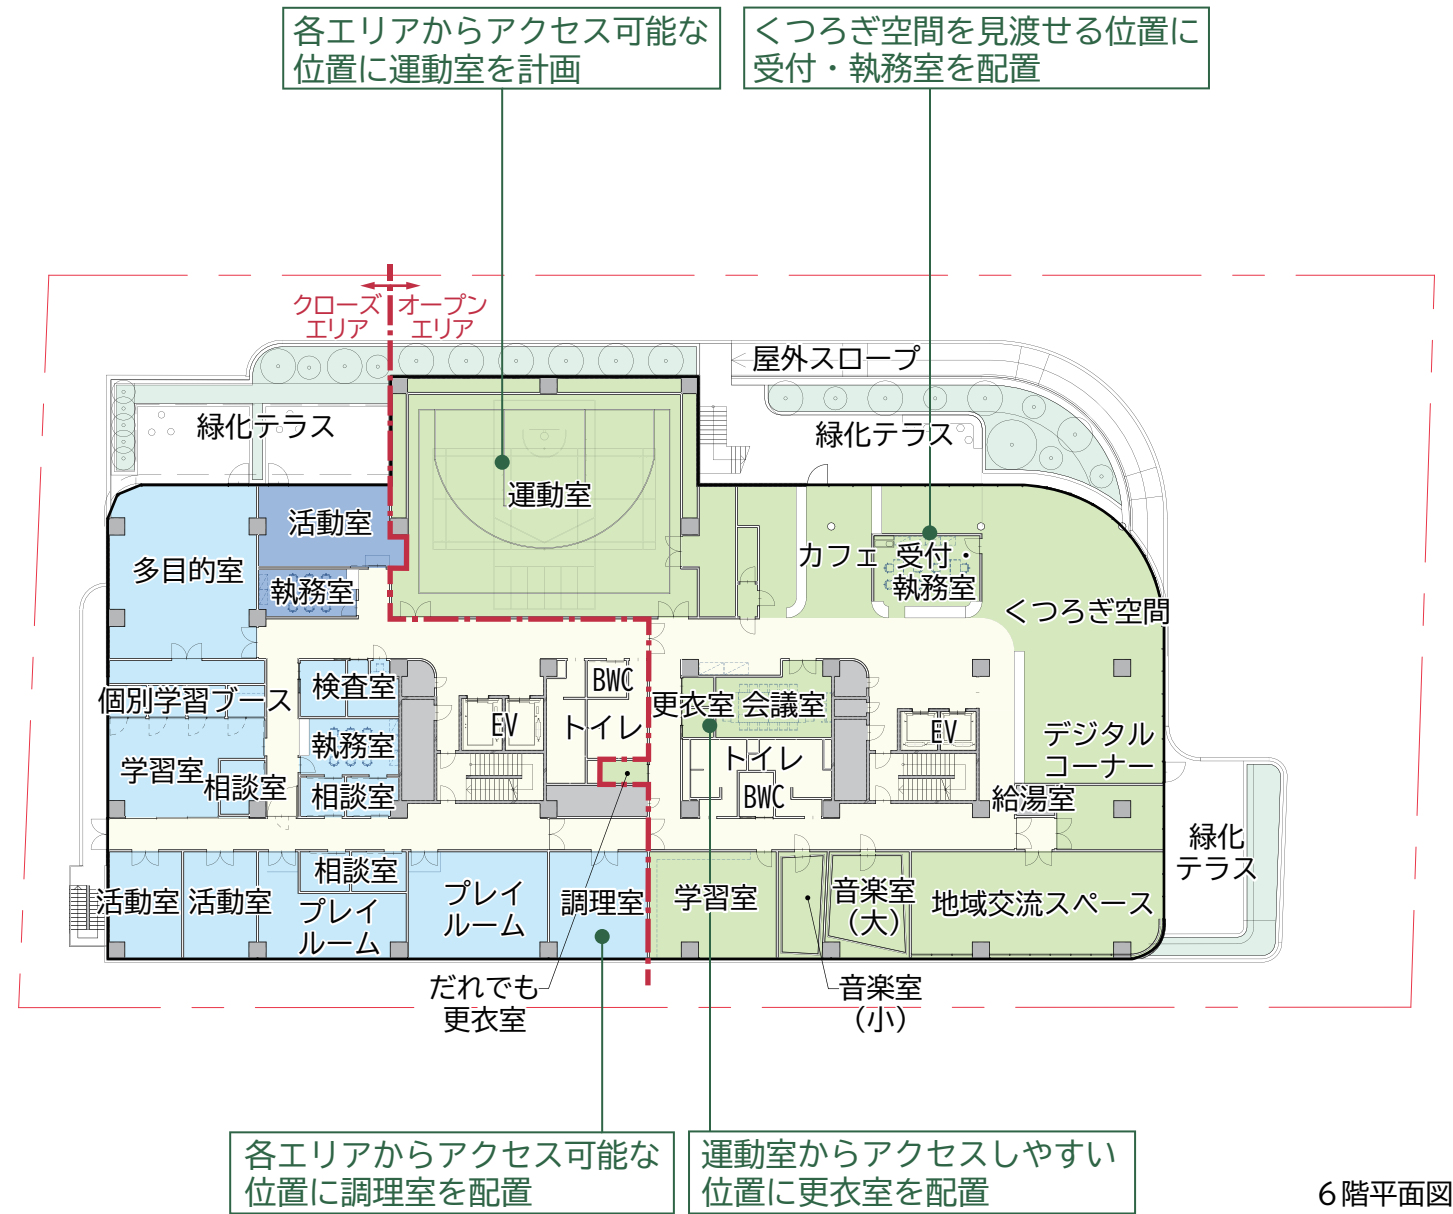 各エリアからアクセス可能な
位置に運動室を計画
くつろぎ空間を見渡せる位置に
受付・執務室を配置
クローズ
エリア
オープン
エリア
屋外スロープ
緑化テラス
緑化テラス
運動室
活動室
多目的室
執務室
カフェ
受付・
執務室
くつろぎ空間
個別学習ブース
検査室
BWC
更衣室
会議室
EV
トイレ
執務室
EV
デジタル
コーナー
学習室
相談室
相談室
トイレ
BWC
給湯室
緑化
テラス
相談室
活動室
活動室
プレイ
ルーム
プレイ
ルーム
調理室
学習室
音楽室
（大）
地域交流スペース
だれでも
更衣室
音楽室
（小）
各エリアからアクセス可能な
位置に調理室を配置
運動室からアクセスしやすい
位置に更衣室を配置
６階平面図